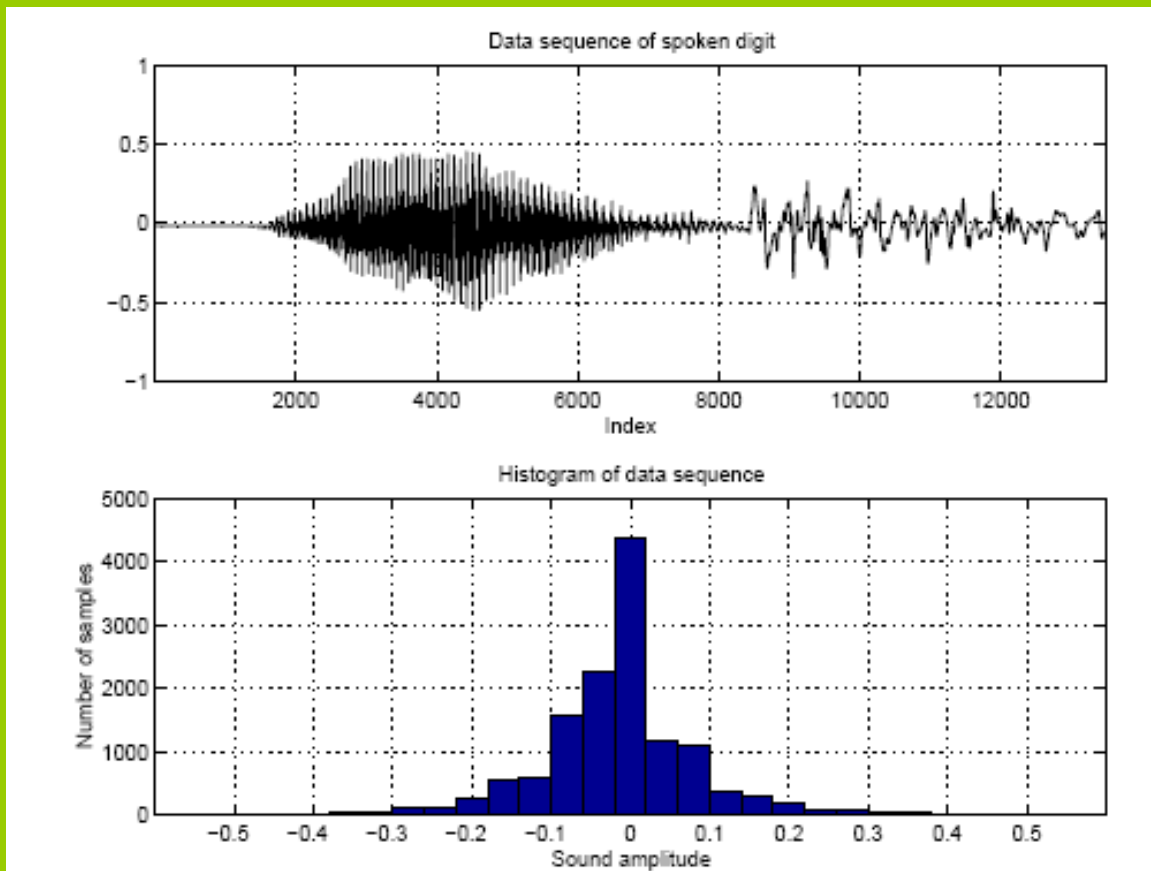 Data sequence of spoken digit
1
0.5
0
−0.5
−1
2000 4000 6000 8000 10000 12000
Index
Histogram of data sequence
Number of samples
5000
4000
3000
2000
1000
0
−0.5 −0.4 −0.3 −0.2 −0.1 0 0.1 0.2 0.3 0.4 0.5
Sound amplitude